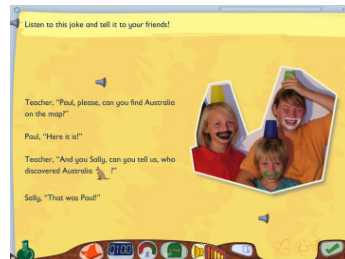 Listen to this joke and tell it to your friends!
Teacher, "Paul, please, can you find Australia
on the map?"
Paul, "Here it is!"
Teacher, "And you Sally, can you tell us, who
discovered Australia !"
Sally, "That was Paul!"
0100